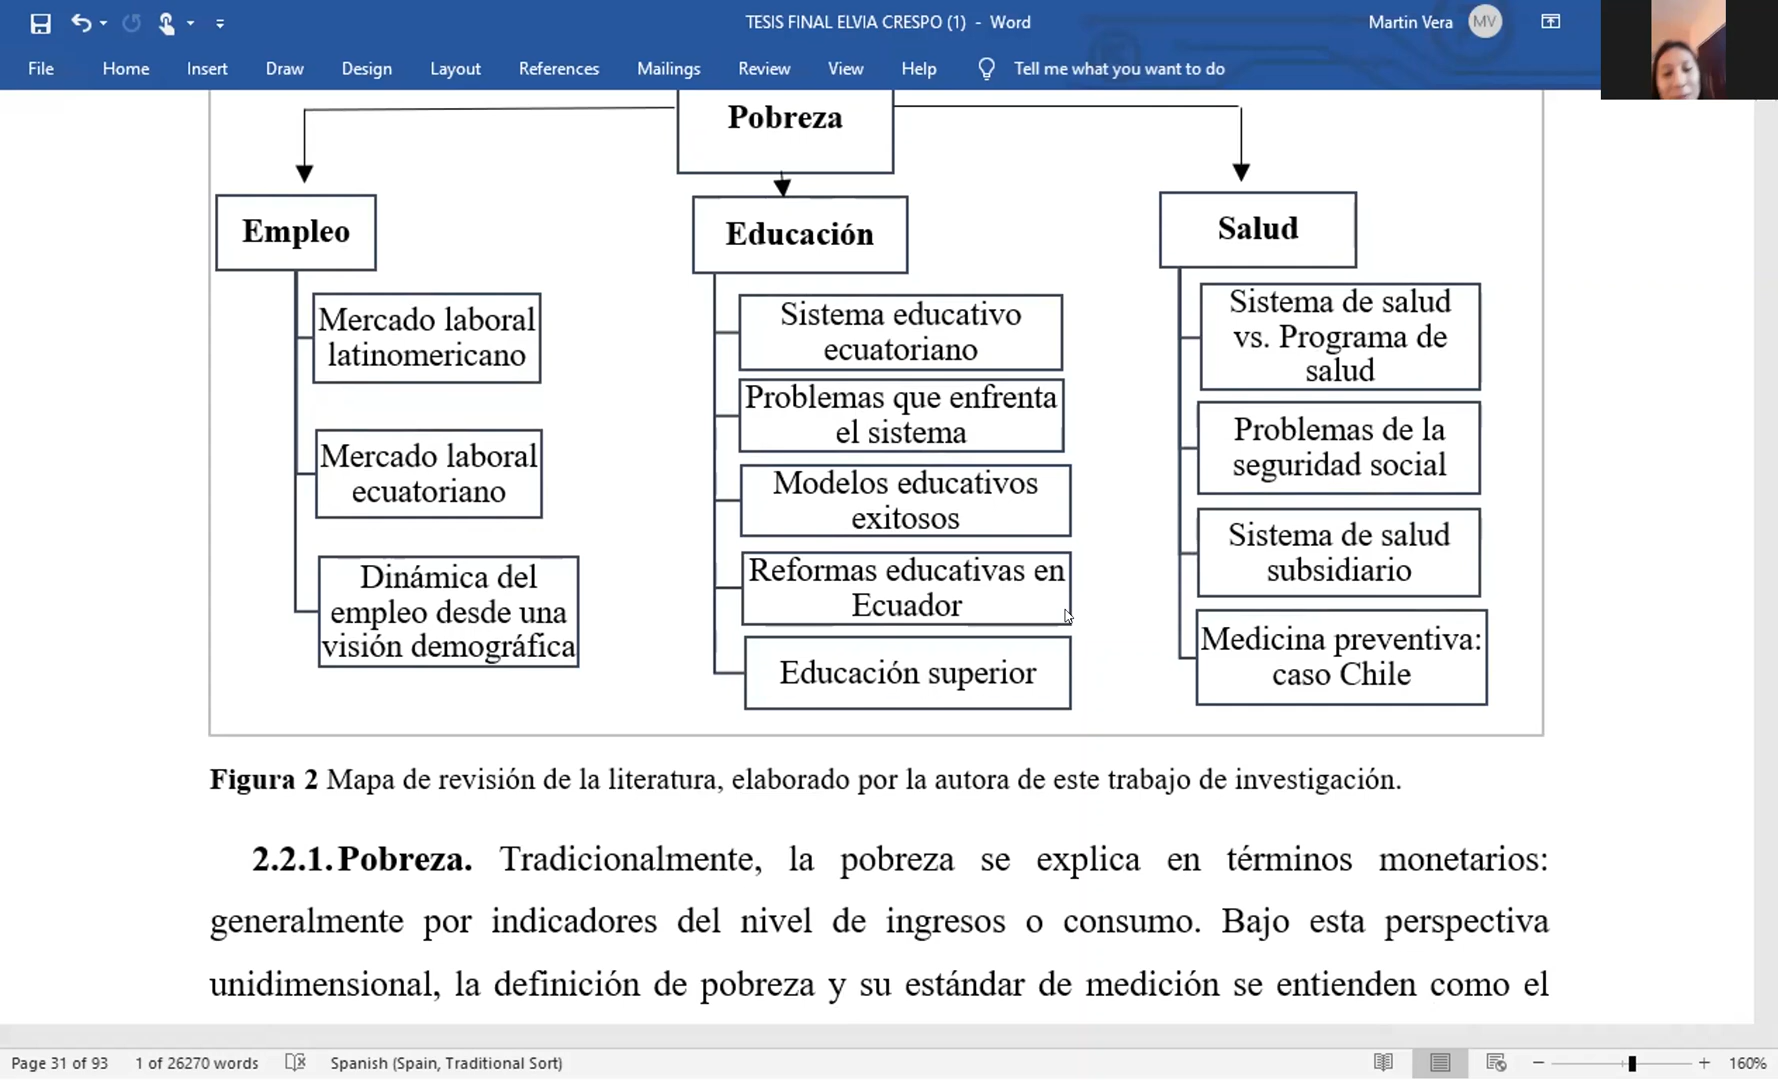 TESIS FINAL ELVIA CRESPO (1) - Word
Martin Vera
MV
File
Home
Insert
Draw
Design
Layout
References
Mailings
Review
View
Help
Tell me what you want to do
Pobreza
Empleo
Mercado laboral
latinomericano
Mercado laboral
ecuatoriano
Dinámica del
empleo desde una
visión demográfica
Educación
Sistema educativo
ecuatoriano
Problemas que enfrenta
el sistema
Modelos educativos
exitosos
Reformas educativas en
Ecuador
Educación superior
Salud
Sistema de salud
vs. Programa de
salud
Problemas de la
seguridad social
Sistema de salud
subsidiario
Medicina preventiva:
caso Chile
Figura 2 Mapa de revisión de la literatura, elaborado por la autora de este trabajo de investigación.
2.2.1. Pobreza. Tradicionalmente, la pobreza se explica en términos monetarios:
generalmente por indicadores del nivel de ingresos o consumo. Bajo esta perspectiva
unidimensional, la definición de pobreza y su estándar de medición se entienden como el
Page 31 of 93
1 of 26270 words
Spanish (Spain, Traditional Sort)
160%